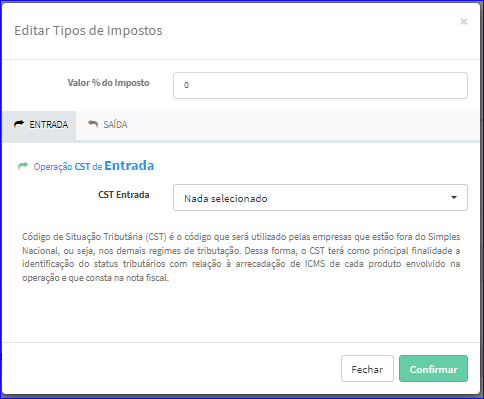 Editar Tipos de Impostos
×
Valor % do Imposto
0
ENTRADA SAÍDA
Operação CST de Entrada
CST Entrada
Nada selecionado
Código de Situação Tributária (CST) é o código que será utilizado pelas empresas que estão fora do Simples
Nacional, ou seja, nos demais regimes de tributação. Dessa forma, o CST terá como principal finalidade a
identificação do status tributários com relação à arrecadação de ICMS de cada produto envolvido na
operação e que consta na nota fiscal.
Fechar Confirmar